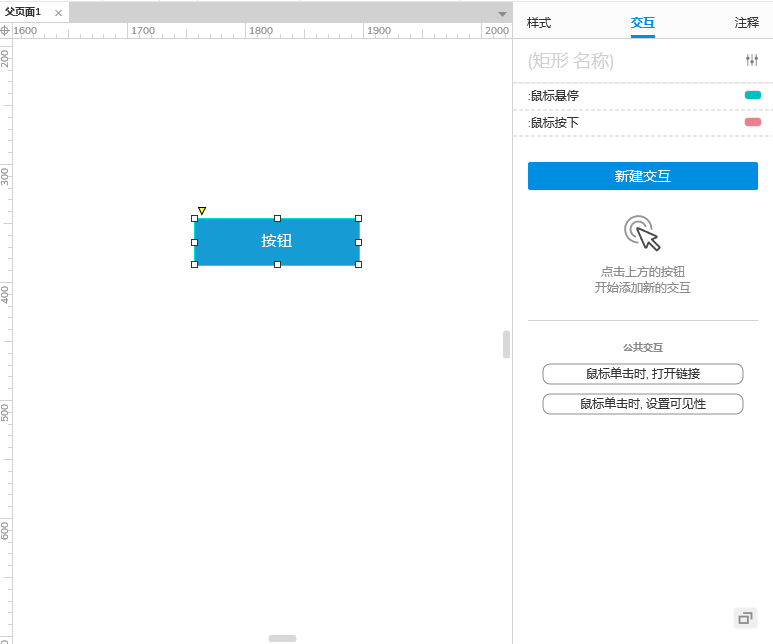 父页面1
样式
交互
注释
1600
1700
1800
1900
2000
(矩形 名称)
200
:鼠标悬停
:鼠标按下
300
新建交互
按钮
点击上方的按钮
开始添加新的交互
400
公共交互
鼠标单击时, 打开链接
鼠标单击时, 设置可见性
500
600